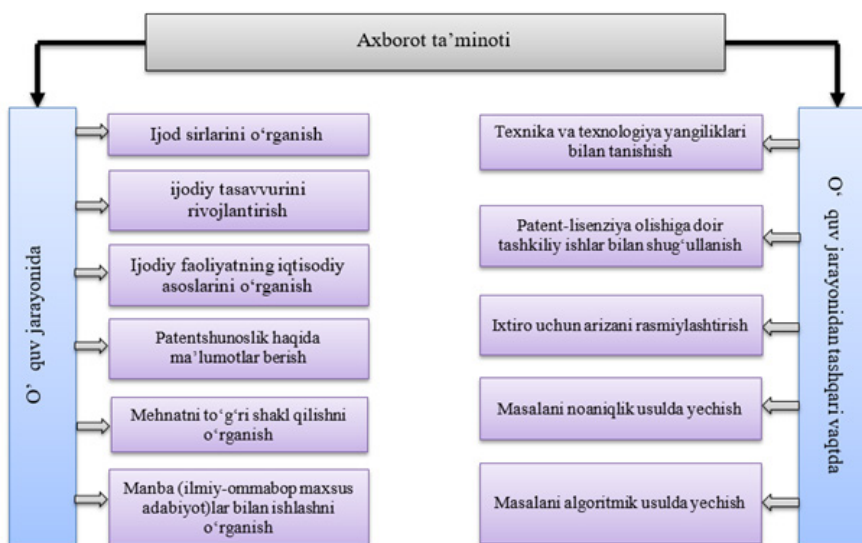 Axborot ta’minoti
O’ quv jarayonida
Ijod sirlarini o‘rganish
ijodiy tasavvurini
rivojlantirish
Ijodiy faoliyatning iqtisodiy
asoslarini o‘rganish
Patentshunoslik haqida
ma’lumotlar berish
Mehnatni to‘g‘ri shakl qilishni
o‘rganish
Manba (ilmiy-ommabop maxsus
adabiyot)lar bilan ishlashni
o‘rganish
Texnika va texnologiya yangiliklari
bilan tanishish
Patent-lisenziya olishiga doir
tashkiliy ishlar bilan shug‘ullanish
Ixtiro uchun arizani rasmiylashtirish
Masalani noaniqlik usulda yechish
Masalani algoritmik usulda yechish
O‘ quv jarayonidan tashqari vaqtda